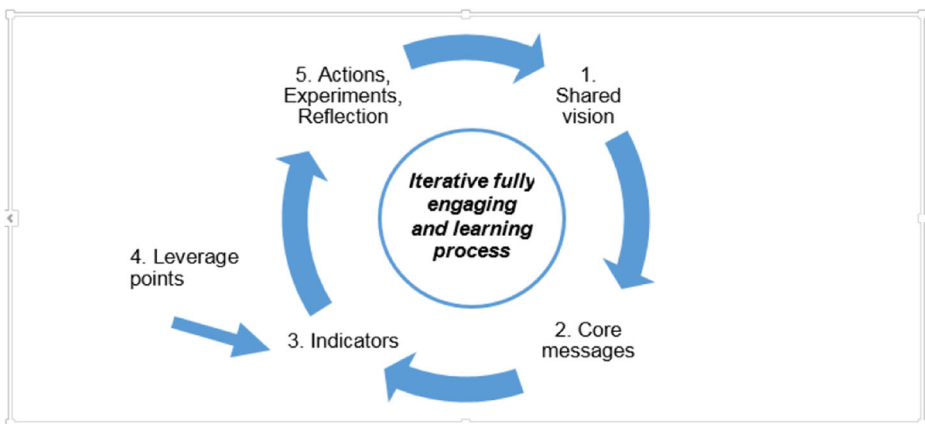 1.
Shared
vision
2. Core
messages
3. Indicators
4. Leverage
points
5. Actions,
Experiments,
Reflection
Iterative fully
engaging
and learning
process